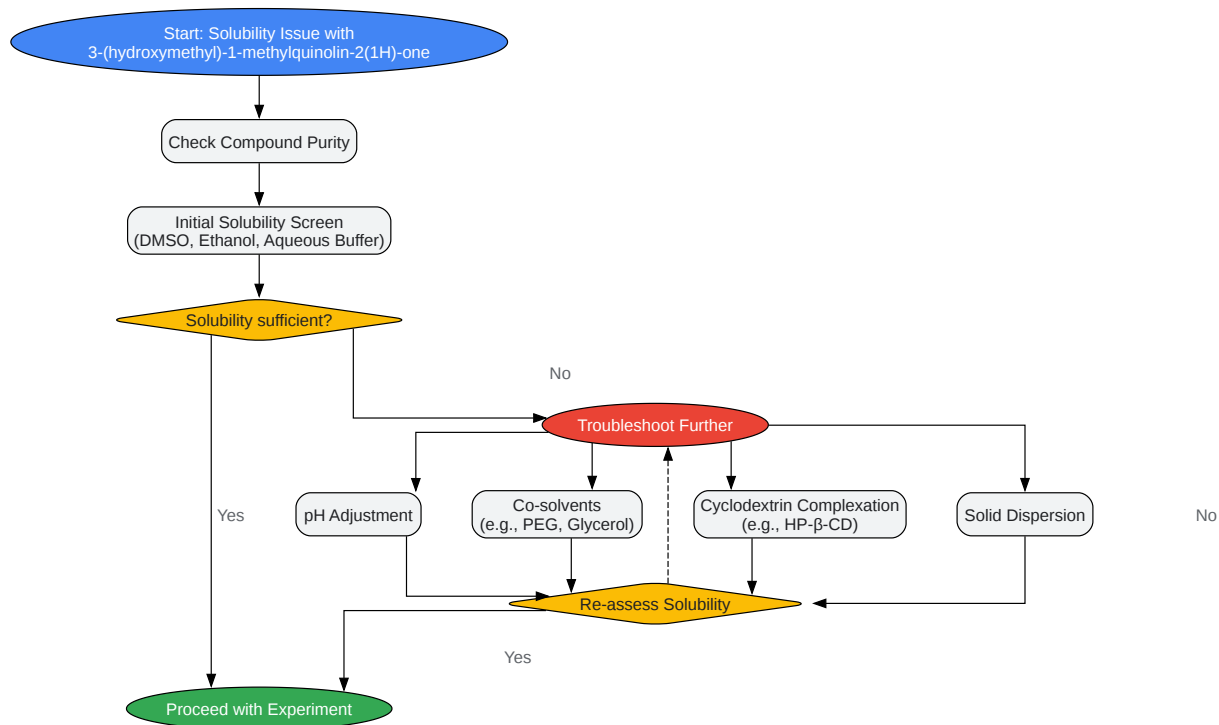 Start: Solubility Issue with
3-(hydroxymethyl)-1-methylquinolin-2(1H)-one
Check Compound Purity
Initial Solubility Screen
(DMSO, Ethanol, Aqueous Buffer)
Solubility sufficient?
No
Troubleshoot Further
Yes
pH Adjustment
Co-solvents
(e.g., PEG, Glycerol)
Cyclodextrin Complexation
(e.g., HP-β-CD)
Solid Dispersion
No
Re-assess Solubility
Yes
Proceed with Experiment